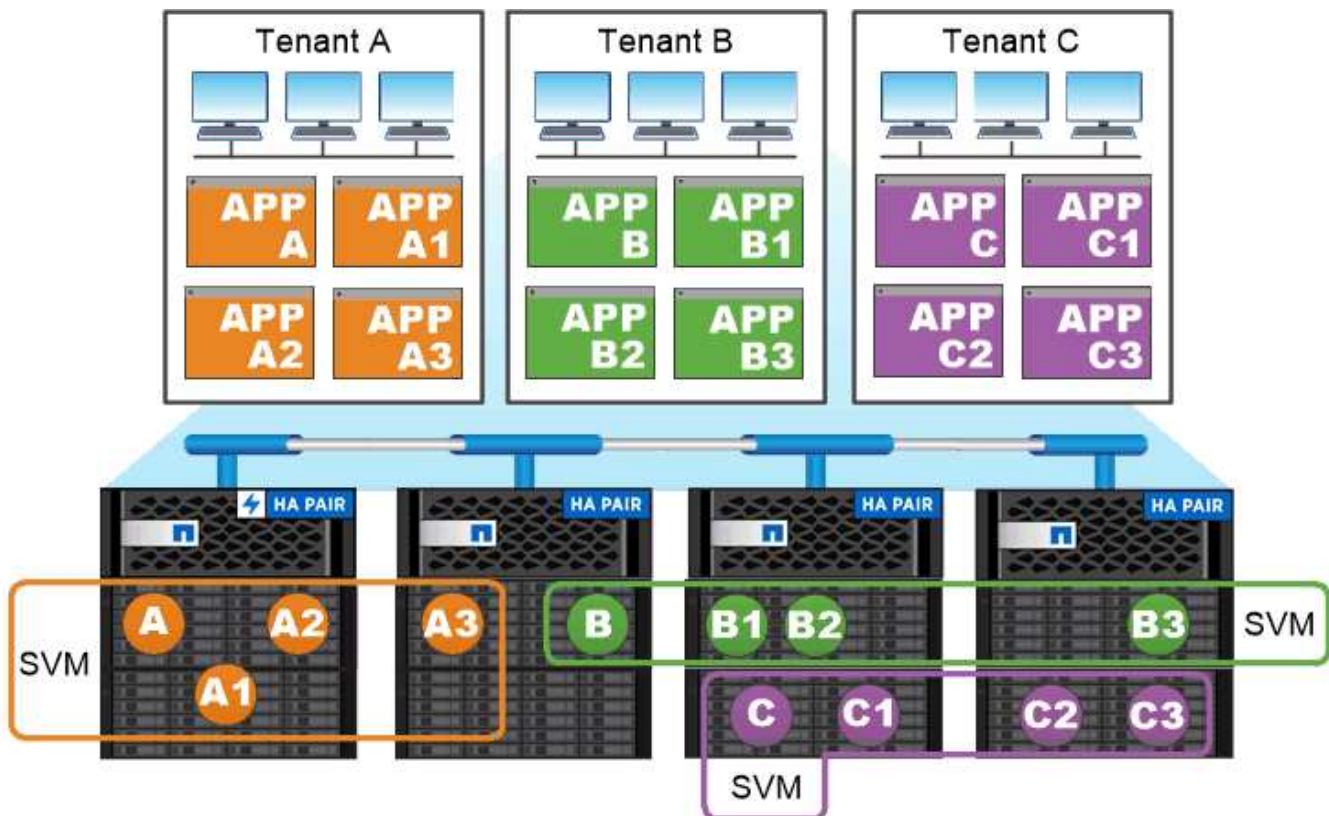 Tenant A
Tenant B
Tenant C
APP
A
APP
A1
APP
B
APP
B1
APP
C
APP
C1
APP
A2
APP
A3
APP
B2
APP
B3
APP
C2
APP
C3
HA PAIR
HA PAIR
HA PAIR
HA PAIR
A
A2
A3
B
B1
B2
B3
SVM
SVM
A1
C
C1
C2
C3
SVM